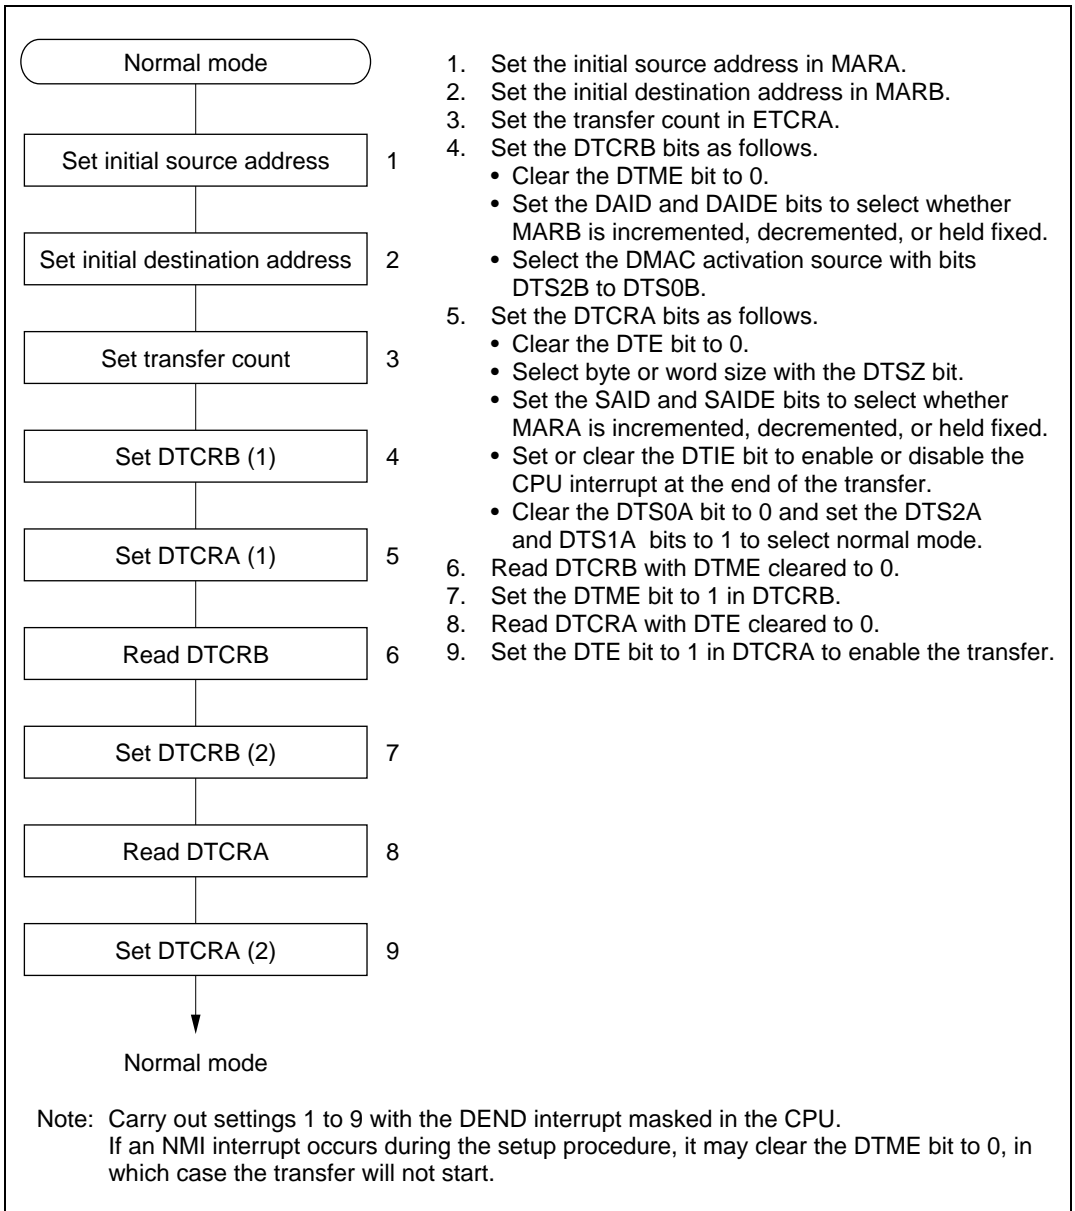 Normal mode
Set initial source address 1
Set initial destination address 2
Set transfer count 3
Set DTCRB (1) 4
Set DTCRA (1) 5
Read DTCRB 6
Set DTCRB (2) 7
Read DTCRA 8
Set DTCRA (2) 9
Normal mode
1. Set the initial source address in MARA.
2. Set the initial destination address in MARB.
3. Set the transfer count in ETCRA.
4. Set the DTCRB bits as follows.
• Clear the DTME bit to 0.
• Set the DAID and DAIDE bits to select whether
MARB is incremented, decremented, or held fixed.
• Select the DMAC activation source with bits
DTS2B to DTS0B.
5. Set the DTCRA bits as follows.
• Clear the DTE bit to 0.
• Select byte or word size with the DTSZ bit.
• Set the SAID and SAIDE bits to select whether
MARA is incremented, decremented, or held fixed.
• Set or clear the DTIE bit to enable or disable the
CPU interrupt at the end of the transfer.
• Clear the DTS0A bit to 0 and set the DTS2A
and DTS1A bits to 1 to select normal mode.
6. Read DTCRB with DTME cleared to 0.
7. Set the DTME bit to 1 in DTCRB.
8. Read DTCRA with DTE cleared to 0.
9. Set the DTE bit to 1 in DTCRA to enable the transfer.
Note: Carry out settings 1 to 9 with the DEND interrupt masked in the CPU.
If an NMI interrupt occurs during the setup procedure, it may clear the DTME bit to 0, in
which case the transfer will not start.